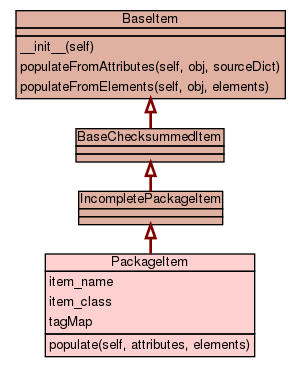 BaseItem
__init__(self)
populateFromAttributes(self, obj, sourceDict)
populateFromElements(self, obj, elements)
BaseChecksummedItem
IncompletePackageItem
PackageItem
item_name
item_class
tagMap
populate(self, attributes, elements)